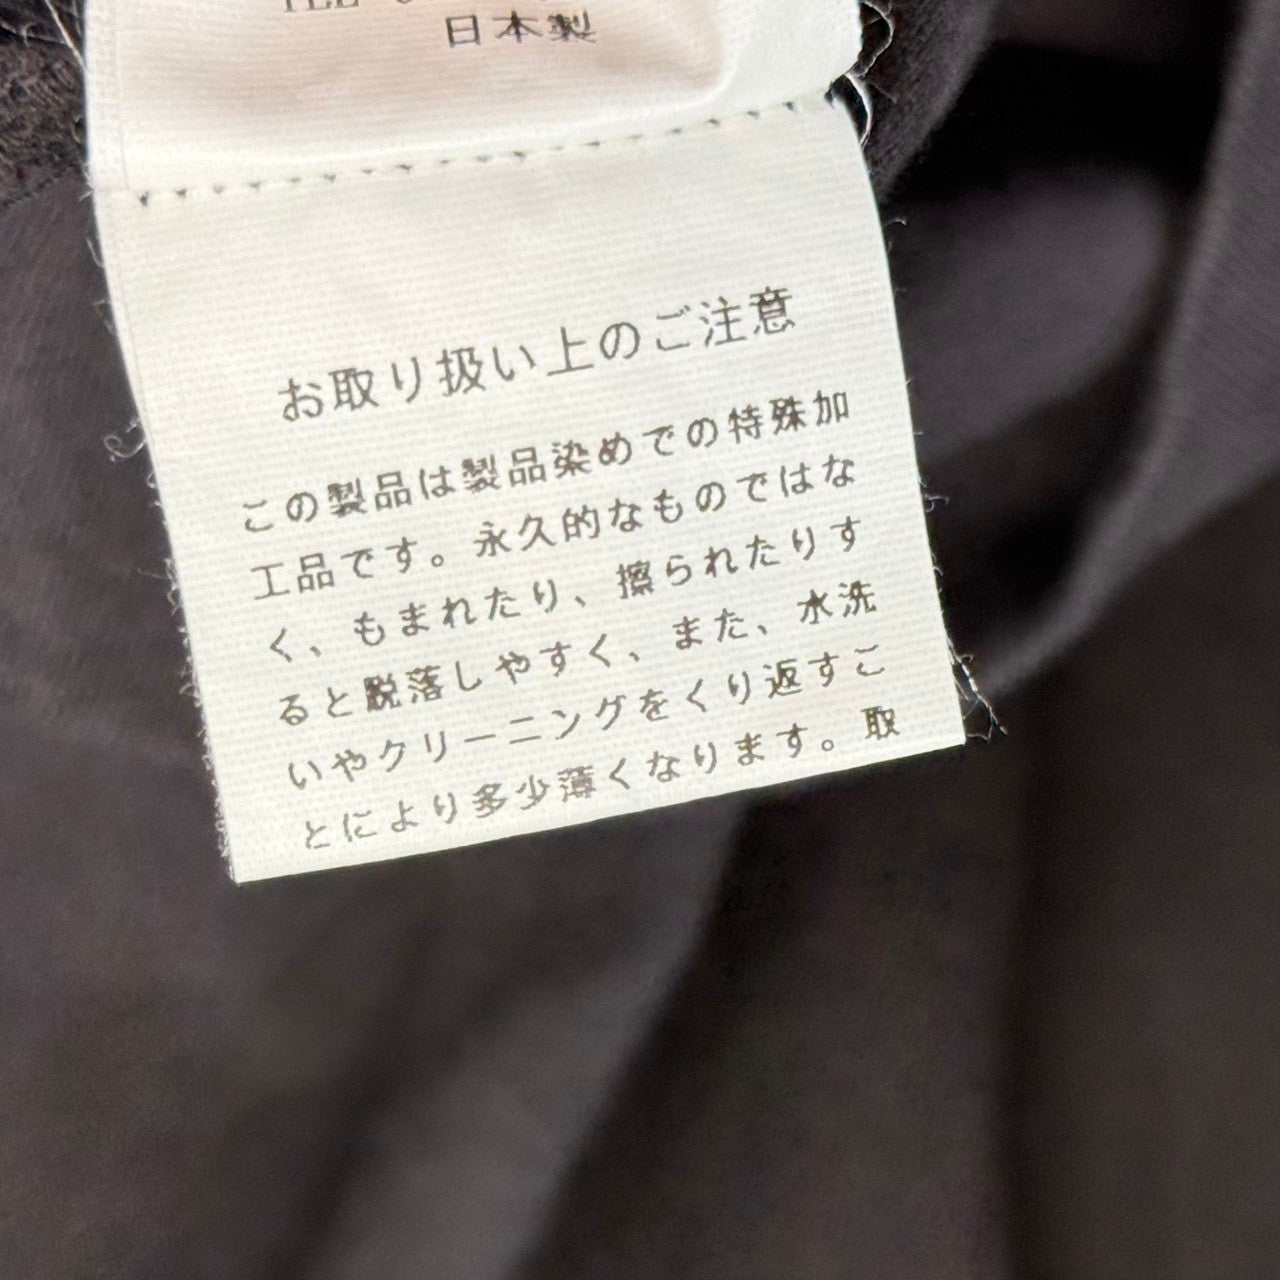 日本製
お取り扱い上のご注意
この製品は製品染めでの特殊加
工品です。永久的なものではな
く、もまれたり、擦られたりす
ると脱落しやすく、また、水洗
いやクリーニングをくり返すこ
とにより多少薄くなります。取